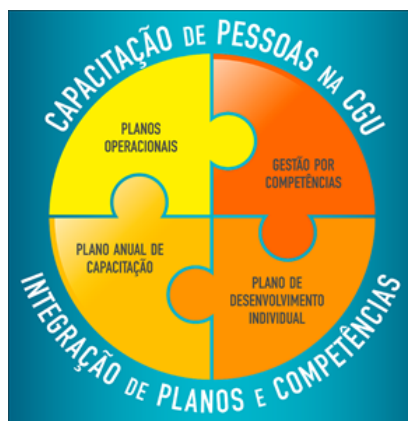 CAPACITAÇÃO DE PESSOAS NA CGU
PLANOS
OPERACIONAIS
GESTÃO POR
COMPETÊNCIAS
PLANO ANUAL DE
CAPACITAÇÃO
PLANO DE
DESENVOLVIMENTO
INDIVIDUAL
INTEGRAÇÃO DE PLANOS E COMPETÊNCIAS